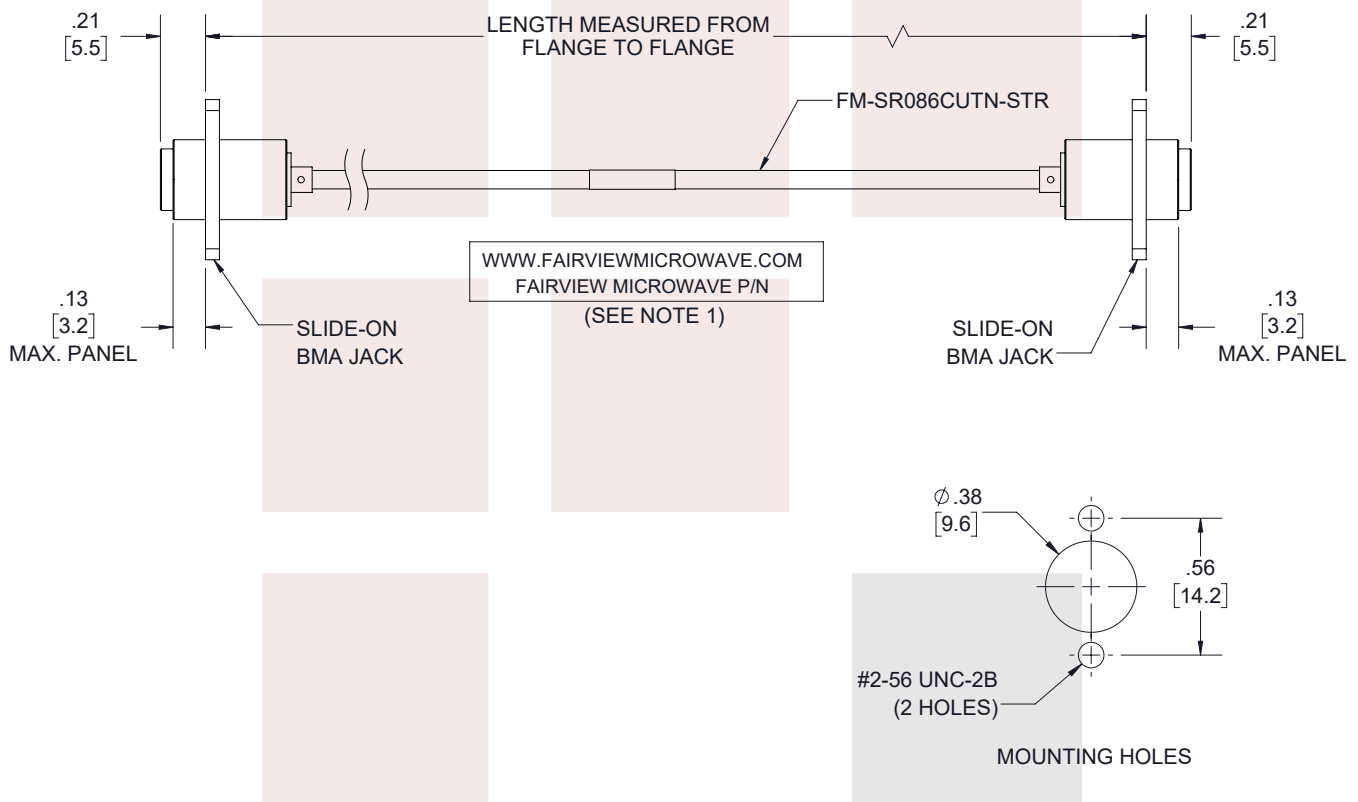 .21
[5.5]
LENGTH MEASURED FROM
FLANGE TO FLANGE
.21
[5.5]
FM-SR086CUTN-STR
WWW.FAIRVIEWMICROWAVE.COM
FAIRVIEW MICROWAVE P/N
(SEE NOTE 1)
.13
[3.2]
MAX. PANEL
SLIDE-ON
BMA JACK
SLIDE-ON
BMA JACK
.13
[3.2]
MAX. PANEL
∅ .38
[9.6]
.56
[14.2]
#2-56 UNC-2B
(2 HOLES)
MOUNTING HOLES